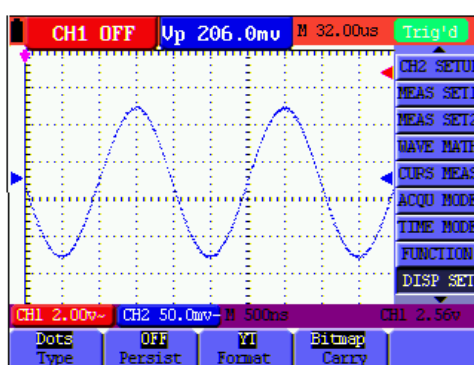 CH1 OFF Vp 206.0mv M 32.00us Trig'd
CH2 SETUP
MEAS SET1
MEAS SET2
WAVE MATH
CURS MEAS
ACQU MODE
TIME MODE
FUNCTION
DISP SET
CH1 2.00v~ CH2 50.0mv- M 500ns CH1 2.56v
Dots OFF YT Bitmap
Type Persist Format Carry